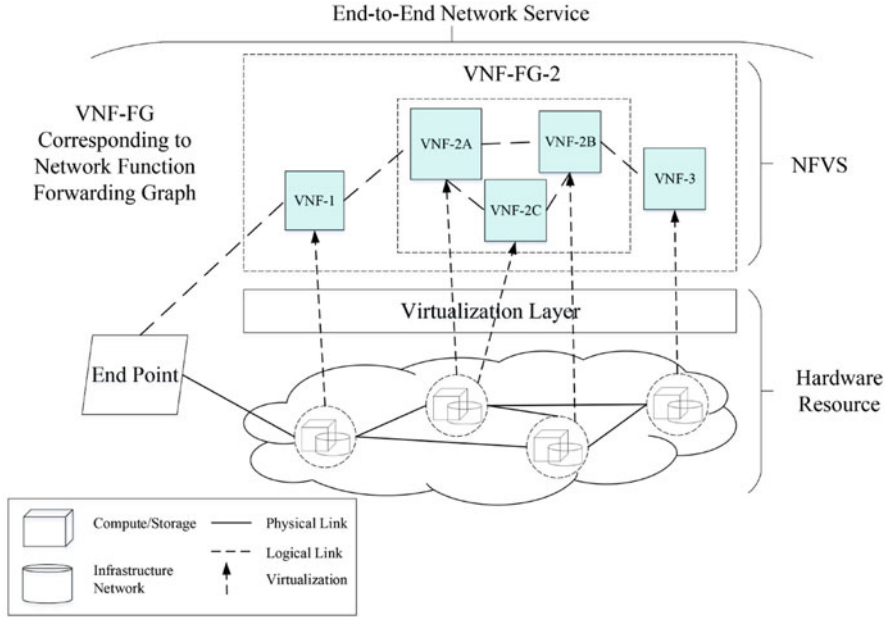 End-to-End Network Service
VNF-FG-2
VNF-FG
Corresponding to
Network Function
Forwarding Graph
VNF-2A
VNF-2B
VNF-1
VNF-2C
VNF-3
NFVS
Virtualization Layer
End Point
Hardware
Resource
Compute/Storage
Physical Link
Logical Link
Infrastructure
Network
Virtualization